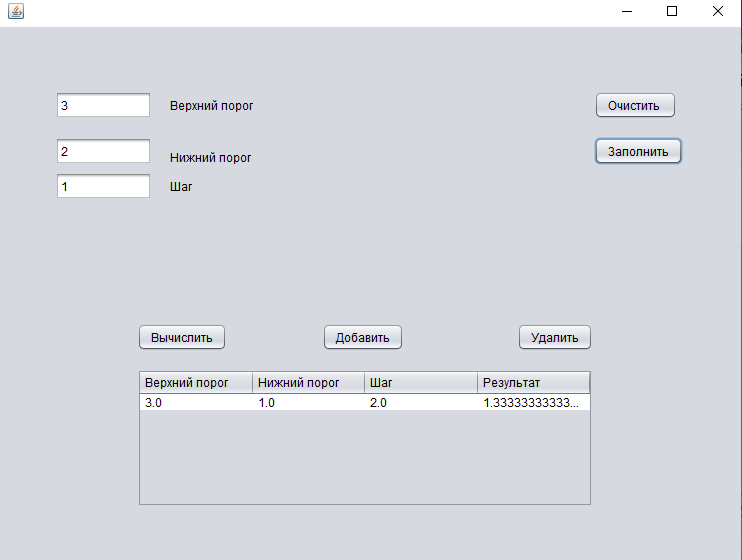 3 Верхний порог Очистить
2 Нижний порог Заполнить
1 Шаг
Вычислить Добавить Удалить
Верхний порог Нижний порог Шаг Результат
3.0 1.0 2.0 1.33333333333...